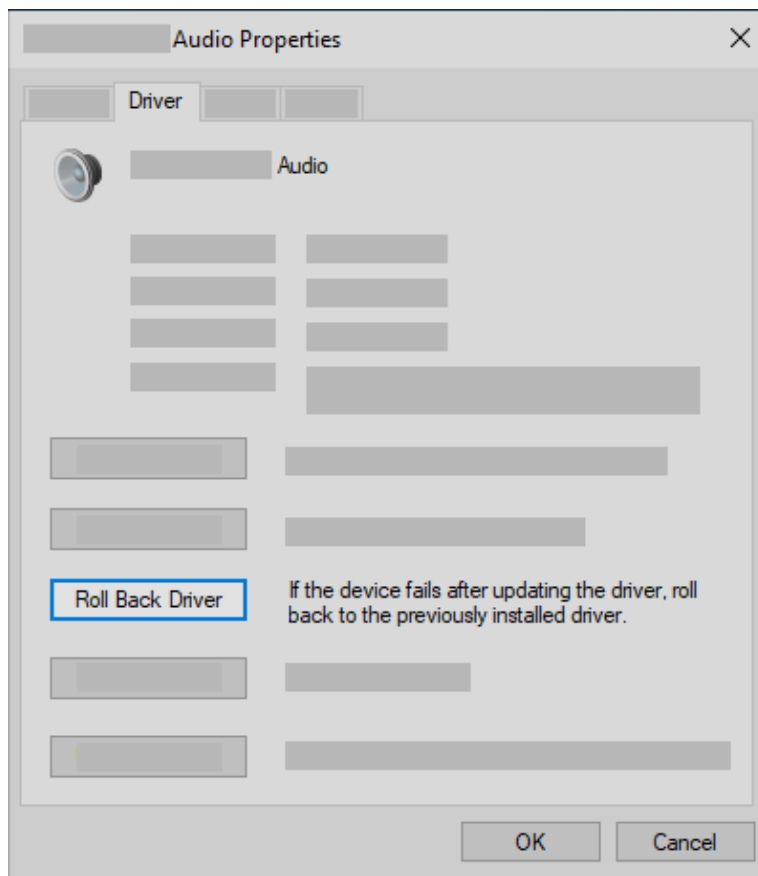 Audio Properties
Driver
Audio
Roll Back Driver
If the device fails after updating the driver, roll
back to the previously installed driver.
OK
Cancel